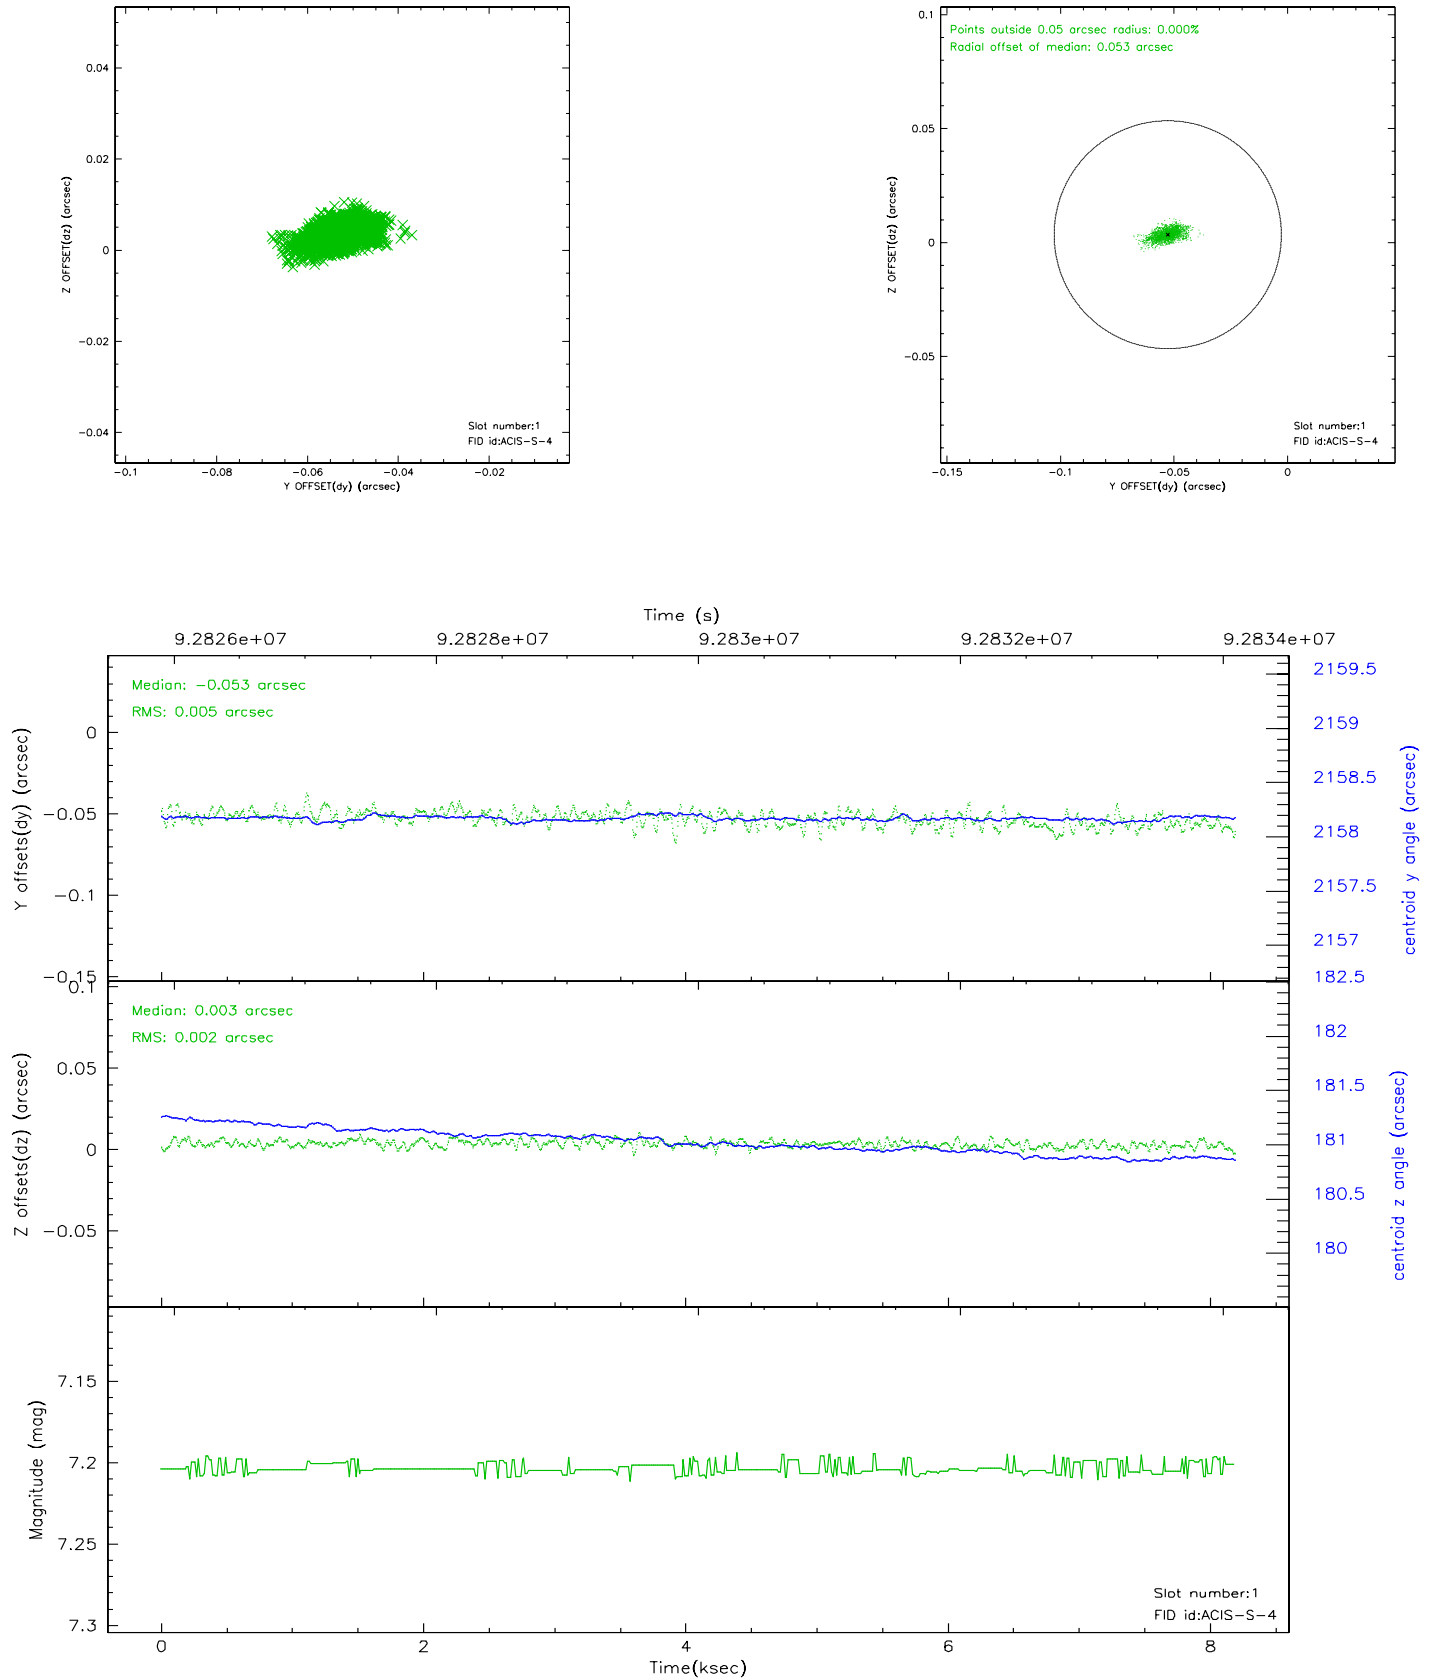 0.04
0.02
0
−0.02
−0.04
Z OFFSET(dz) (arcsec)
Slot number:1
FID id:ACIS−S−4
−0.1 −0.08 −0.06 −0.04 −0.02
Y OFFSET(dy) (arcsec)
0.1
0.05
0
−0.05
Z OFFSET(dz) (arcsec)
Points outside 0.05 arcsec radius: 0.000%
Radial offset of median: 0.053 arcsec
Slot number:1
FID id:ACIS−S−4
−0.15 −0.1 −0.05 0
Y OFFSET(dy) (arcsec)
Time (s)
9.2826e+07 9.2828e+07 9.283e+07 9.2832e+07 9.2834e+07
Median: −0.053 arcsec
RMS: 0.005 arcsec
0
−0.05
−0.1
−0.15
Y offsets(dy) (arcsec)
2159.5
2159
2158.5
2158
2157.5
2157
centroid y angle (arcsec)
Median: 0.003 arcsec
RMS: 0.002 arcsec
0.1
0.05
0
−0.05
Z offsets(dz) (arcsec)
182.5
182
181.5
181
180.5
180
centroid z angle (arcsec)
7.15
7.2
7.25
7.3
Magnitude (mag)
Slot number:1
FID id:ACIS−S−4
0 2 4 6 8
Time(ksec)